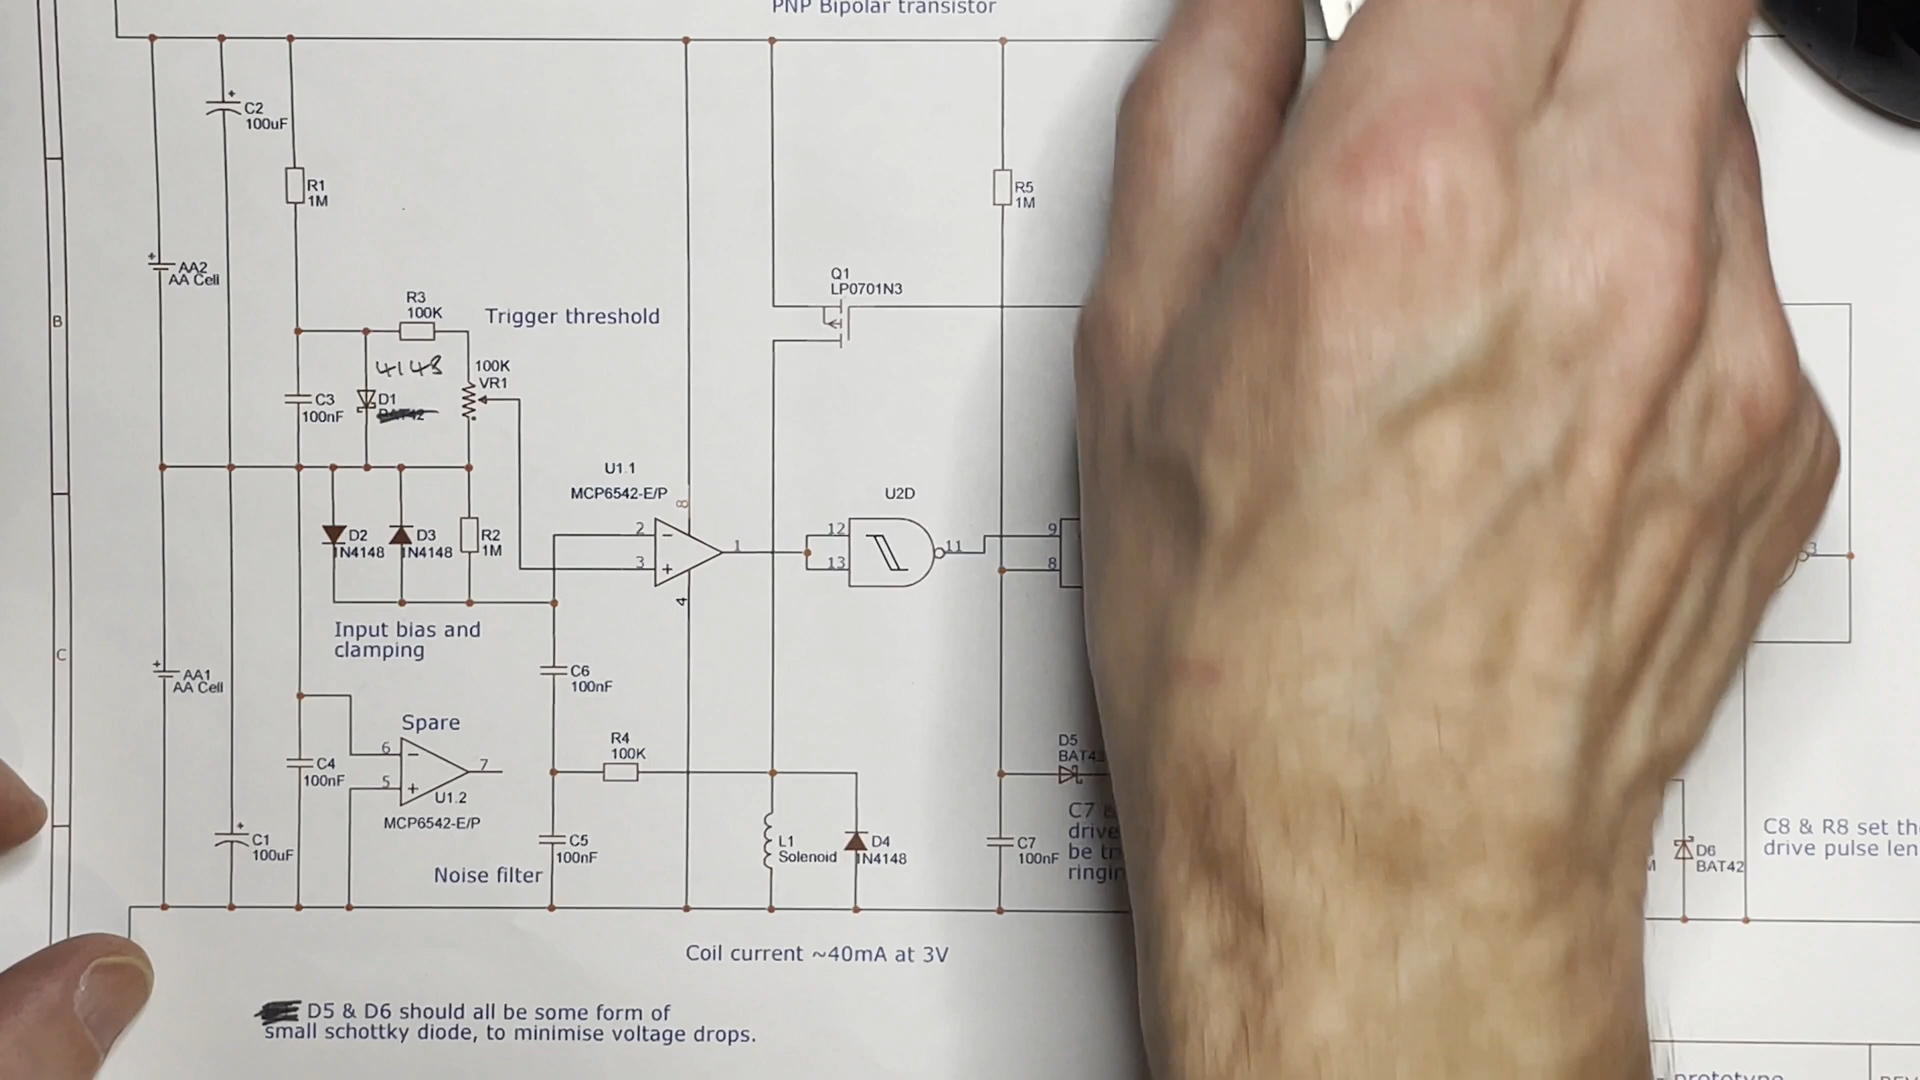 PNP Bipolar transistor
C2
100uF
R1
1M
R5
1M
AA2
AA Cell
Q1
LP0701N3
B
R3
100K
Trigger threshold
4148
100K
VR1
C3
100nF
D1
U1.1
MCP6542-E/P
8
U2D
D2
1N4148
D3
1N4148
R2
1M
2
3
1
4
12
13
11
9
8
3
Input bias and
clamping
C
AA1
AA Cell
C6
100nF
Spare
6
5
7
U1.2
MCP6542-E/P
C4
100nF
R4
100K
D5
C1
100uF
C5
100nF
Noise filter
L1
Solenoid
D4
1N4148
C7
100nF
C7
drive
be
D6
BAT42
C8 & R8 set
drive pulse
Coil current ~40mA at 3V
D5 & D6 should all be some form of
small schottky diode, to minimise voltage drops.
prototype